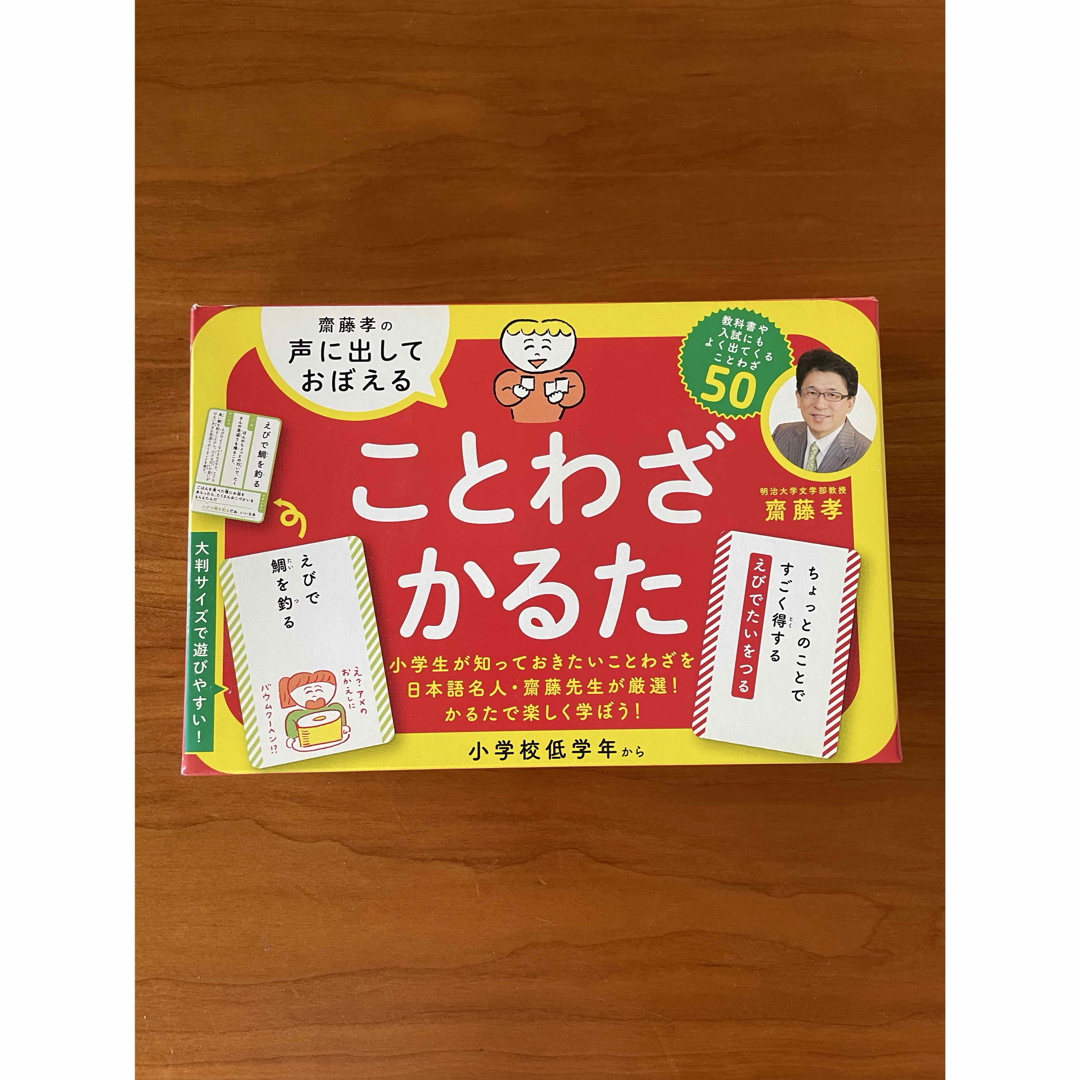 齋藤孝の
声に出して
おぼえる
教科書や
入試にも
よく出てくる
ことわざ
50
ことわざ
かるた
明治大学文学部教授
齋藤孝
えびで鯛を釣る
大判サイズで遊びやすい!
えびで
鯛を釣る
たい
つ
え?アメの
おかえしに
バウムクーヘン!?
ちょっとのことで
すごく得する
とく
えびでたいをつる
小学生が知っておきたいことわざを
日本語名人・齋藤先生が厳選!
かるたで楽しく学ぼう!
小学校低学年から